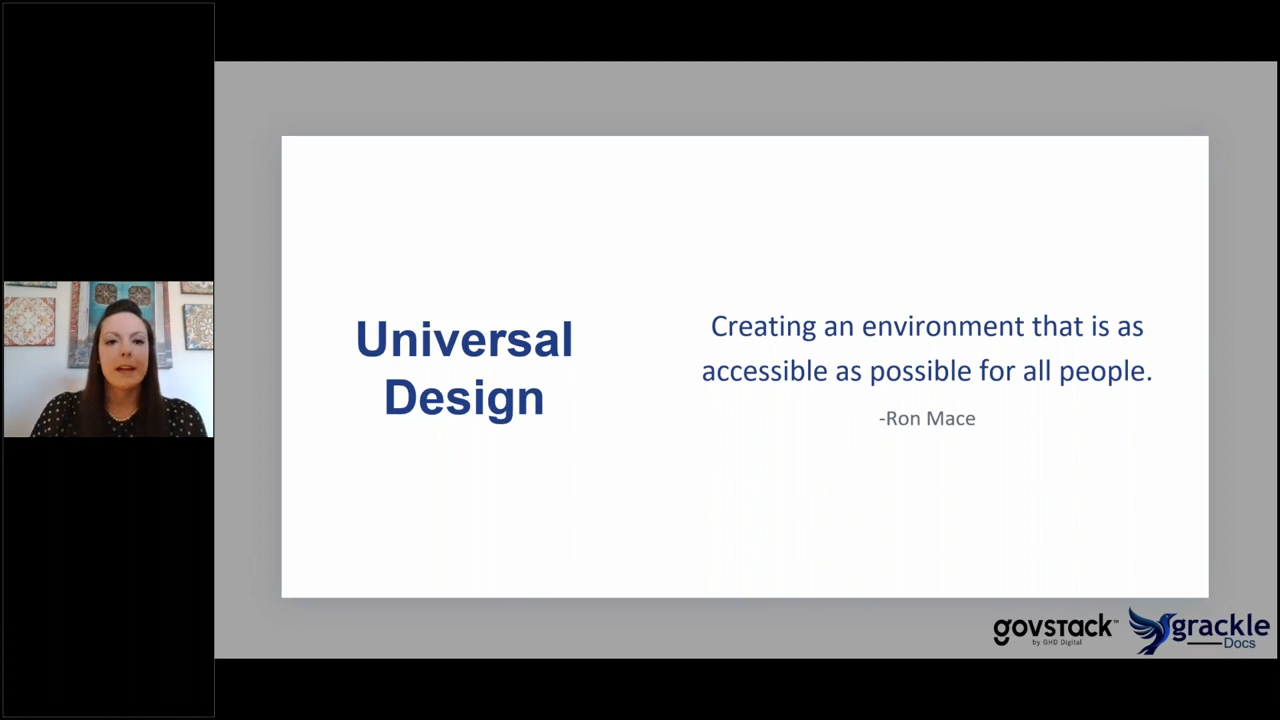 Universal
Design
Creating an environment that is as
accessible as possible for all people.
-Ron Mace
govstack™
by GHD Digital
grackle
Docs